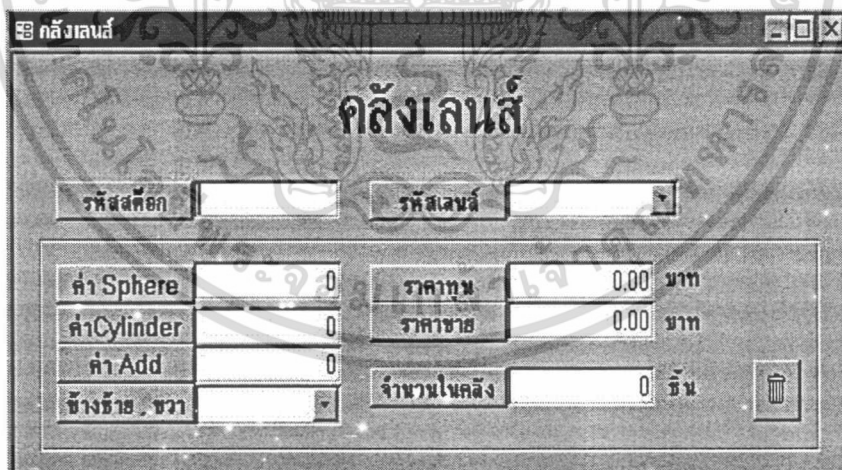 คลังเลนส์
คลังเลนส์
รหัสสต๊อก รหัสเลนส์
ค่า Sphere 0 ราคาทุน 0.00 บาท
ค่าCylinder 0 ราคาขาย 0.00 บาท
ค่า Add 0
จำนวนในคลัง 0 ชิ้น
ข้างซ้าย , ขวา